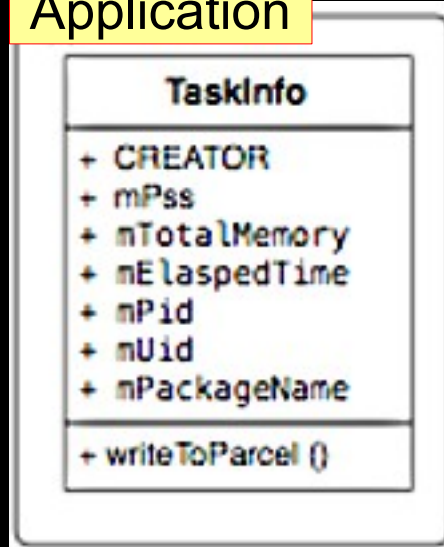 Application
TaskInfo
+ CREATOR
+ mPss
+ mTotalMemory
+ mElaspedTime
+ mPid
+ mUid
+ mPackageName
+ writeToParcel ()